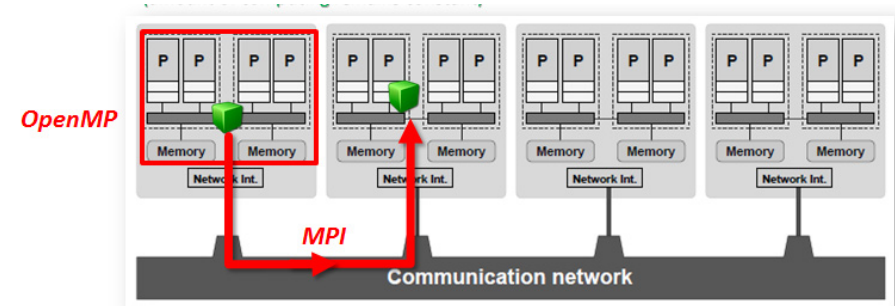 P P P P P P P P P P P P P P P P
OpenMP
Memory Memory Memory Memory Memory Memory Memory Memory
Network Int. Network Int. Network Int. Network Int.
MPI
Communication network